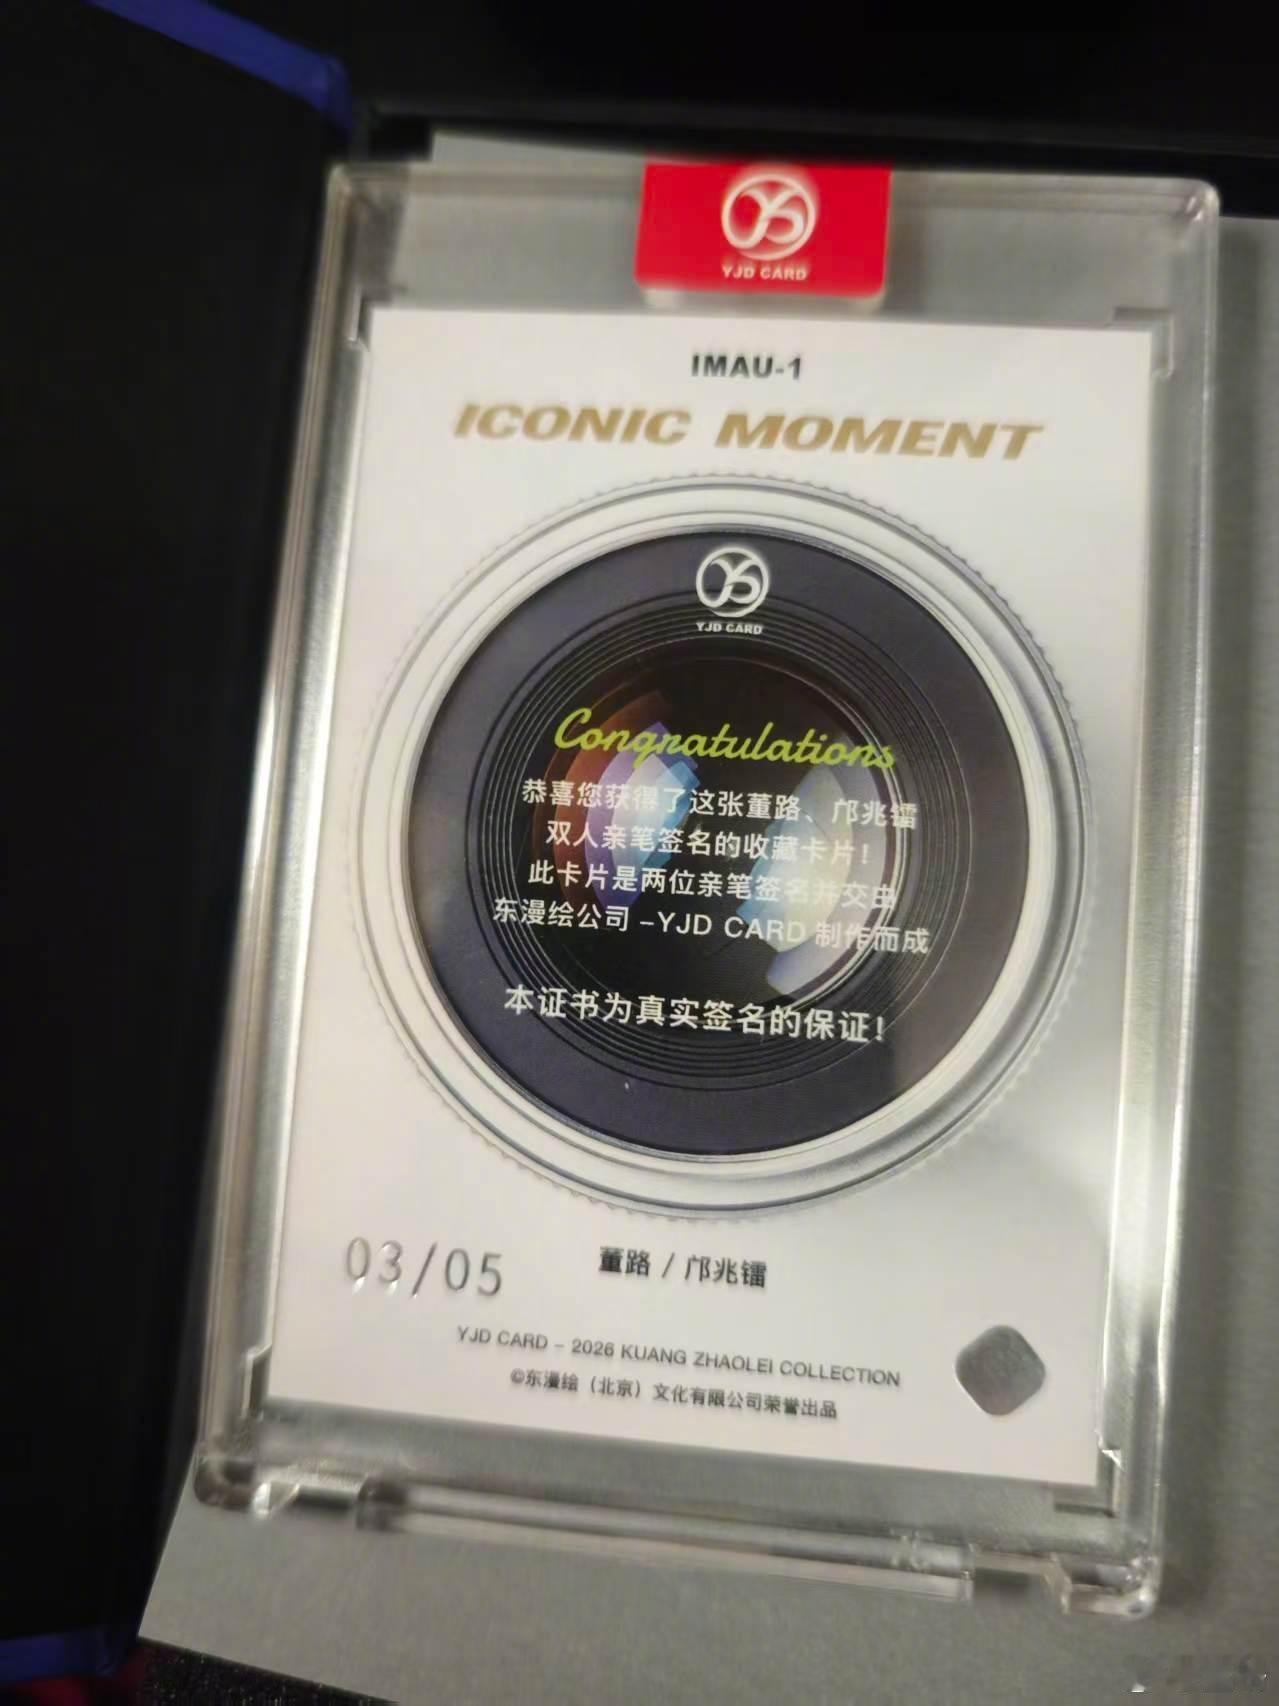 YJD CARD
IMAU-1
ICONIC MOMENT
YJD CARD
Congratulations
恭喜您获得了这张董路、邝兆镭
双人亲笔签名的收藏卡片！
此卡片是两位亲笔签名并交由
东漫绘公司-YJD CARD 制作而成
本证书为真实签名的保证！
03/05
董路 / 邝兆镭
YJD CARD - 2026 KUANG ZHAOLEI COLLECTION
©东漫绘（北京）文化有限公司荣誉出品